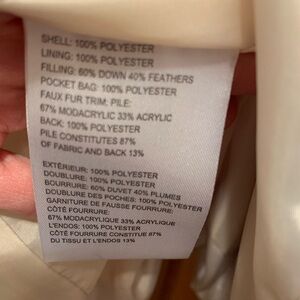 SHELL: 100% POLYESTER
LINING: 100% POLYESTER
FILLING: 60% DOWN 40% FEATHERS
POCKET BAG: 100% POLYESTER
FAUX FUR TRIM: PILE:
67% MODACRYLIC 33% ACRYLIC
BACK: 100% POLYESTER
PILE CONSTITUTES 87%
OF FABRIC AND BACK 13%
EXTÉRIEUR: 100% POLYESTER
DOUBLURE: 100% POLYESTER
BOURRURE: 60% DUVET 40% PLUMES
DOUBLURE DES POCHES: 100% POLYESTER
GARNITURE DE FAUSSE FOURRURE:
CÔTÉ FOURRURE:
67% MODACRYLIQUE 33% ACRYLIQUE
L'ENDOS: 100% POLYESTER
CÔTÉ FOURRURE CONSTITUE 87%
DU TISSU ET L'ENDOS 13%